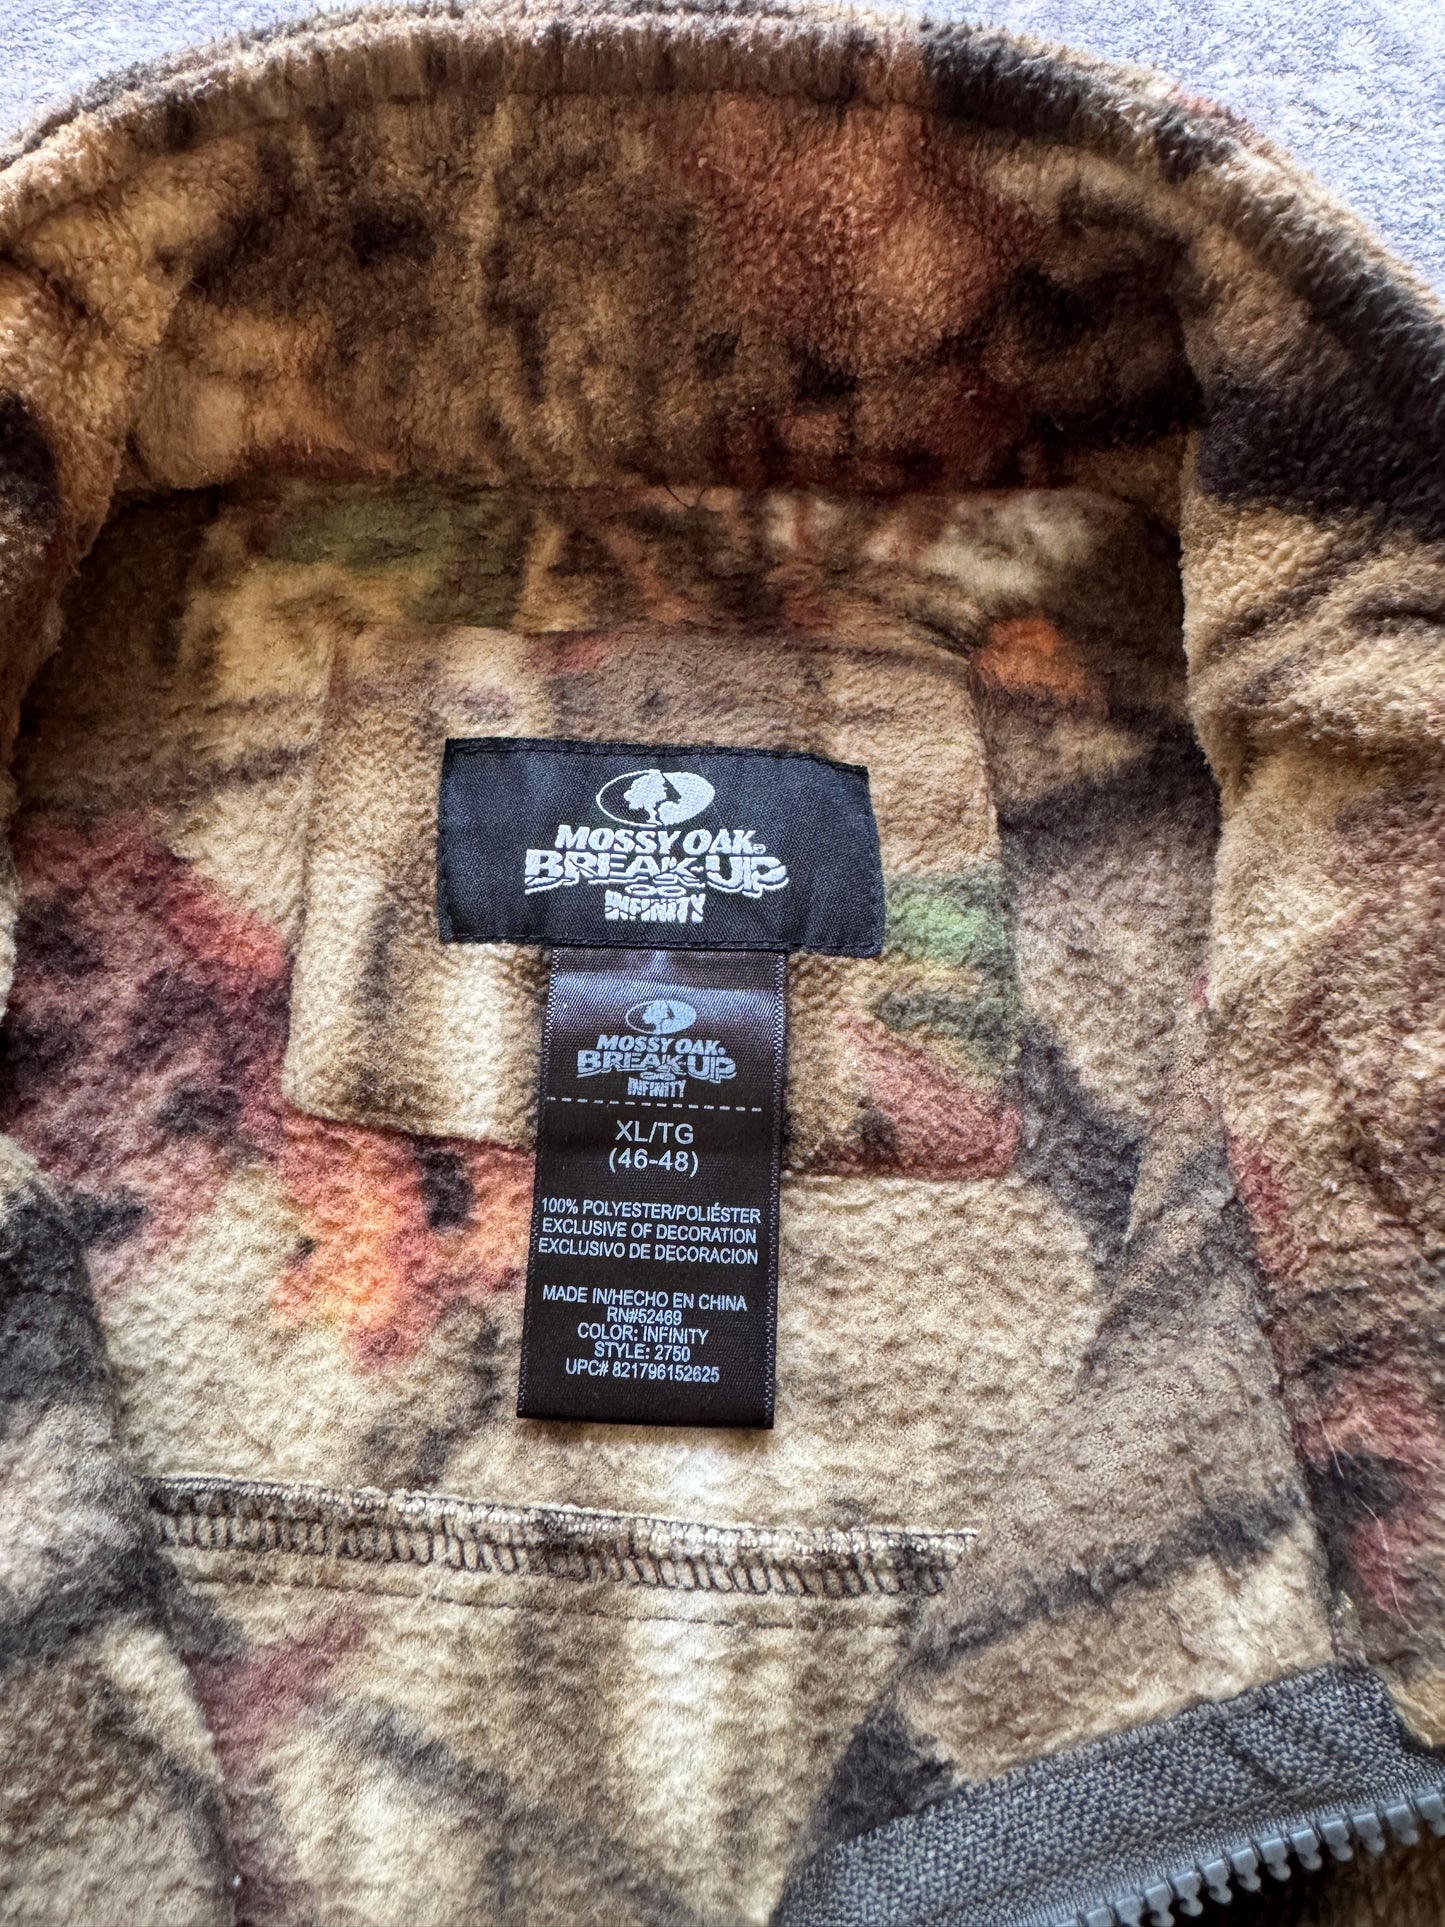 MOSSY OAK®
BREAK-UP
INFINITY
MOSSY OAK®
BREAK-UP
INFINITY
XL/TG
(46-48)
100% POLYESTER/POLIÉSTER
EXCLUSIVE OF DECORATION
EXCLUSIVO DE DECORACION
MADE IN/HECHO EN CHINA
RN#52469
COLOR: INFINITY
STYLE: 2750
UPC# 821796152625